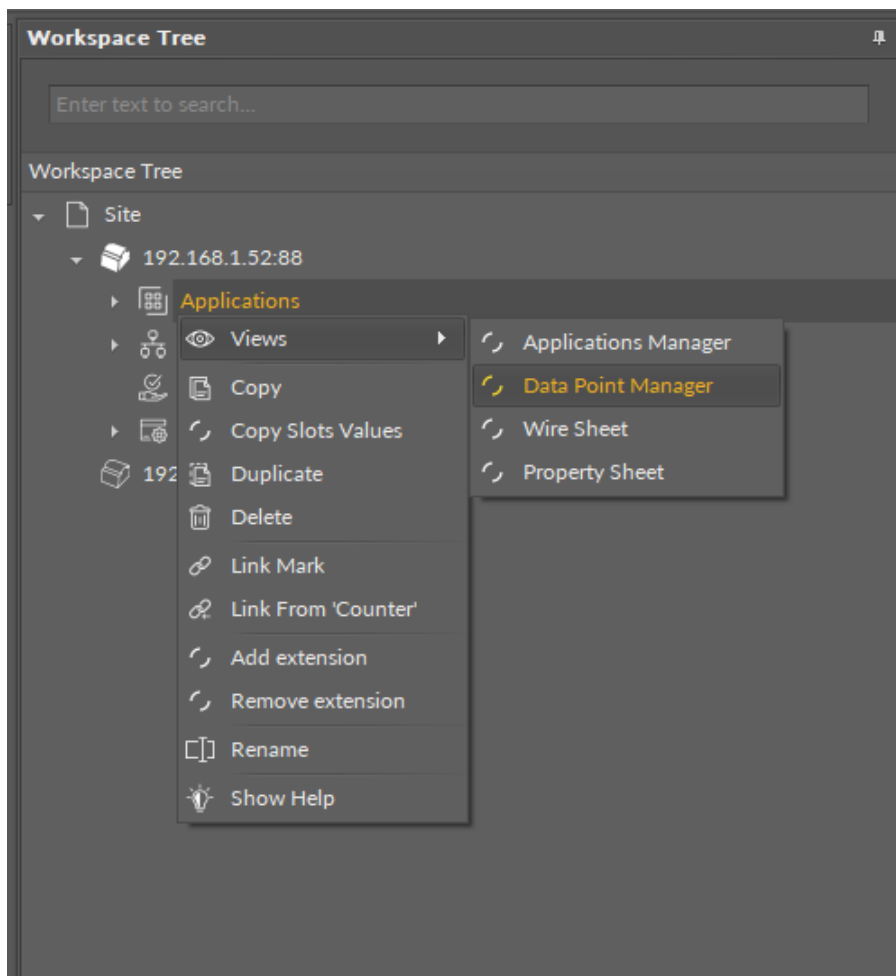 Workspace Tree
Enter text to search...
Workspace Tree
Site
192.168.1.52:88
Applications
Views
Applications Manager
Copy
Data Point Manager
Copy Slots Values
Wire Sheet
192
Duplicate
Property Sheet
Delete
Link Mark
Link From 'Counter'
Add extension
Remove extension
Rename
Show Help